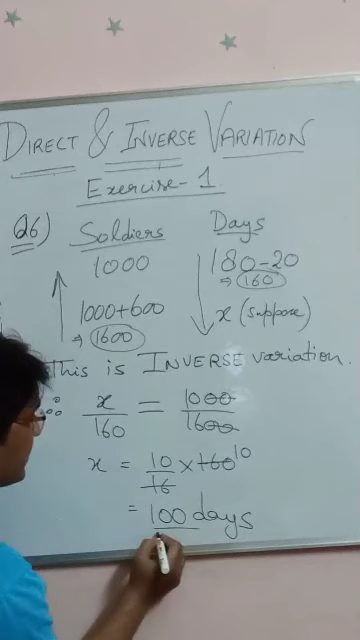 DIRECT & INVERSE VARIATION
Exercise-1
Q6) Soldiers Days
1000 180-20
⇒ 160
1000+600 x (suppose)
⇒ 1600
This is INVERSE variation.
∴ x/160 = 1000/1600
x = 10/16 × 160 10
= 100 days